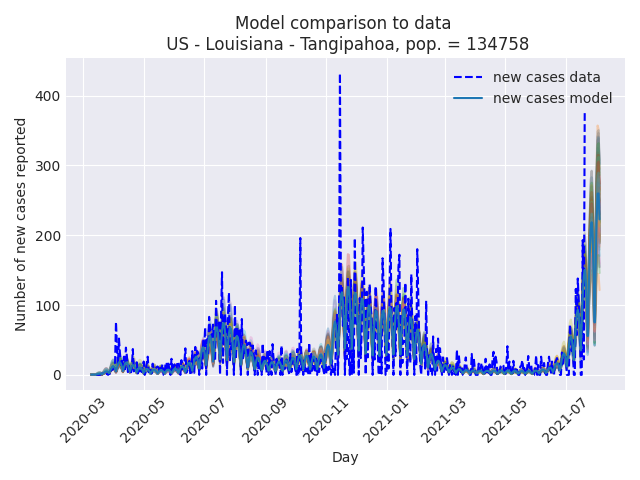 Model comparison to data
US - Louisiana - Tangipahoa, pop. = 134758
new cases data
new cases model
Number of new cases reported
400
300
200
100
0
2020-03
2020-05
2020-07
2020-09
2020-11
2021-01
2021-03
2021-05
2021-07
Day